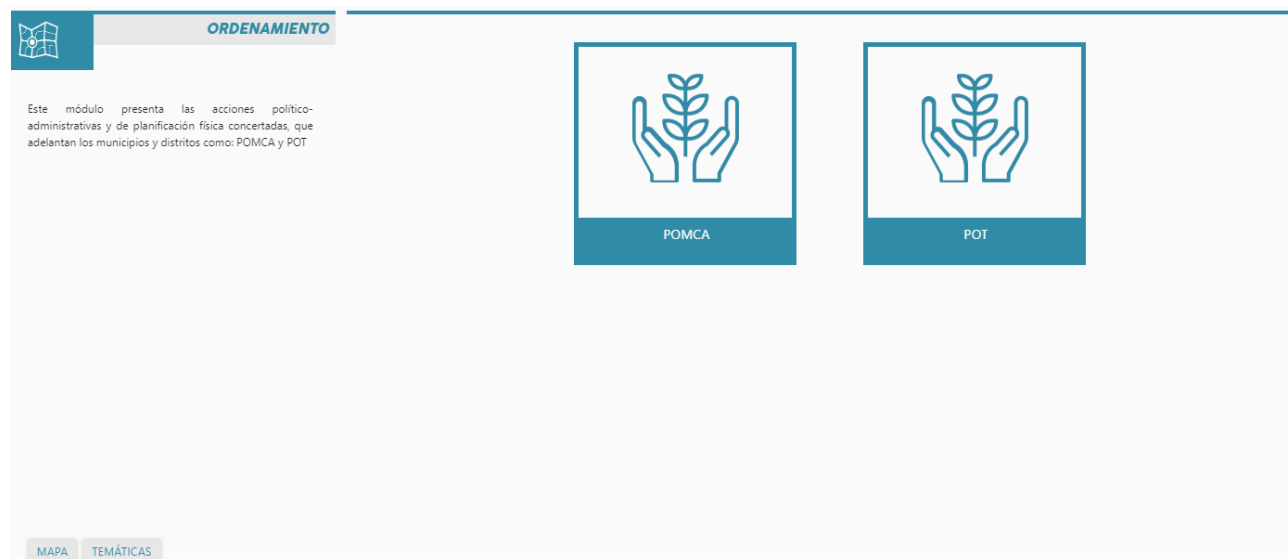 ORDENAMIENTO
Este módulo presenta las acciones político-
administrativas y de planificación física concertadas, que
adelantan los municipios y distritos como: POMCA y POT
POMCA
POT
MAPA
TEMÁTICAS